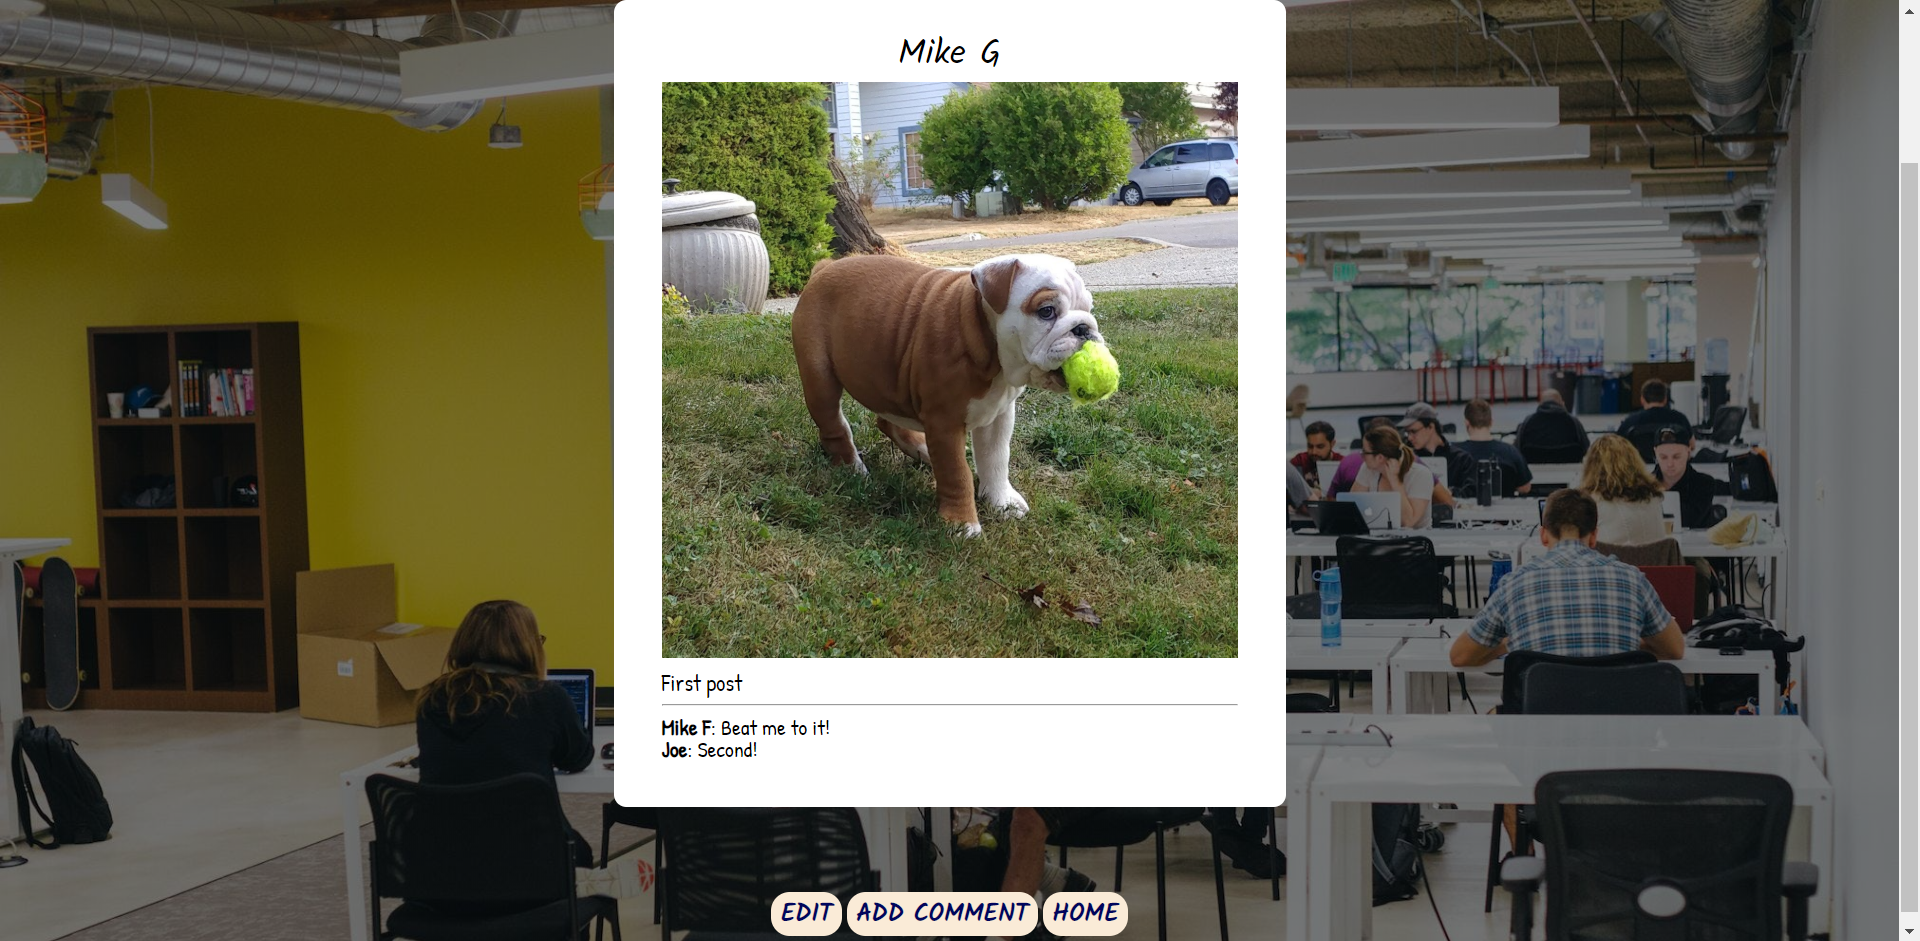 Mike G
First post
Mike F: Beat me to it!
Joe: Second!
EDIT ADD COMMENT HOME